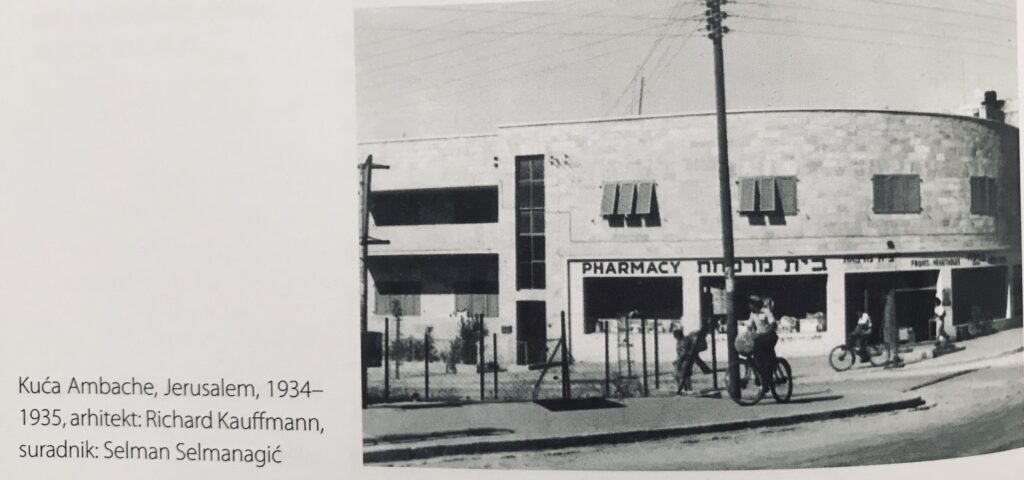 Kuća Ambache, Jerusalem, 1934–
1935, arhitekt: Richard Kauffmann,
suradnik: Selman Selmanagić
PHARMACY בית מרקחת